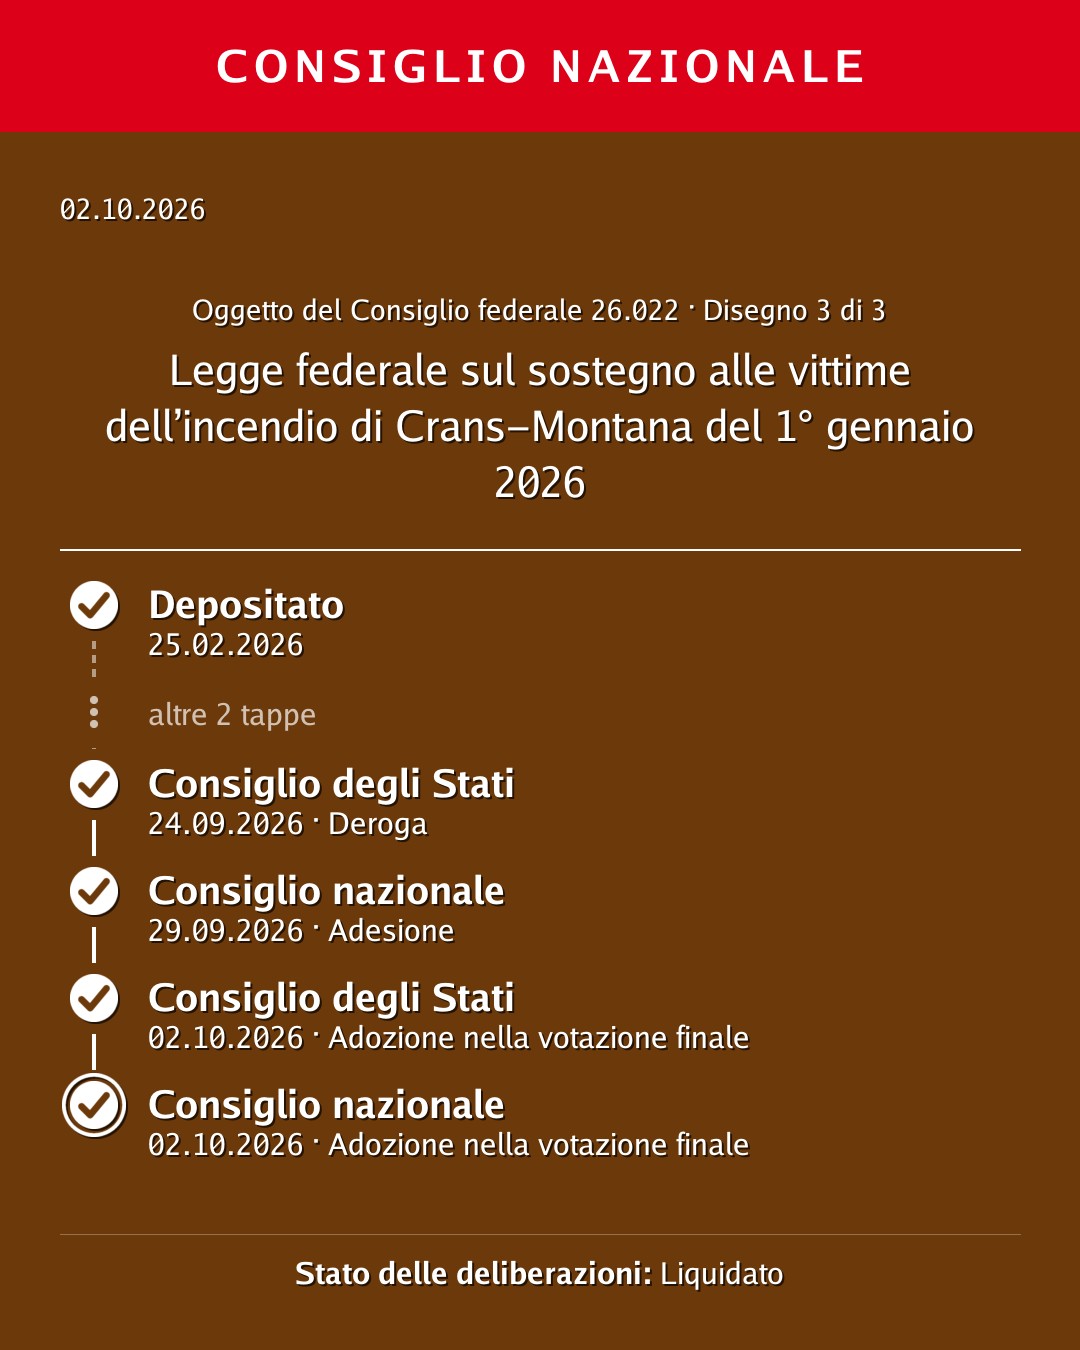 CONSIGLIO NAZIONALE
02.10.2026
Oggetto del Consiglio federale 26.022 · Disegno 3 di 3
Legge federale sul sostegno alle vittime
dell’incendio di Crans–Montana del 1° gennaio
2026
Depositato
25.02.2026
altre 2 tappe
Consiglio degli Stati
24.09.2026 · Deroga
Consiglio nazionale
29.09.2026 · Adesione
Consiglio degli Stati
02.10.2026 · Adozione nella votazione finale
Consiglio nazionale
02.10.2026 · Adozione nella votazione finale
Stato delle deliberazioni: Liquidato